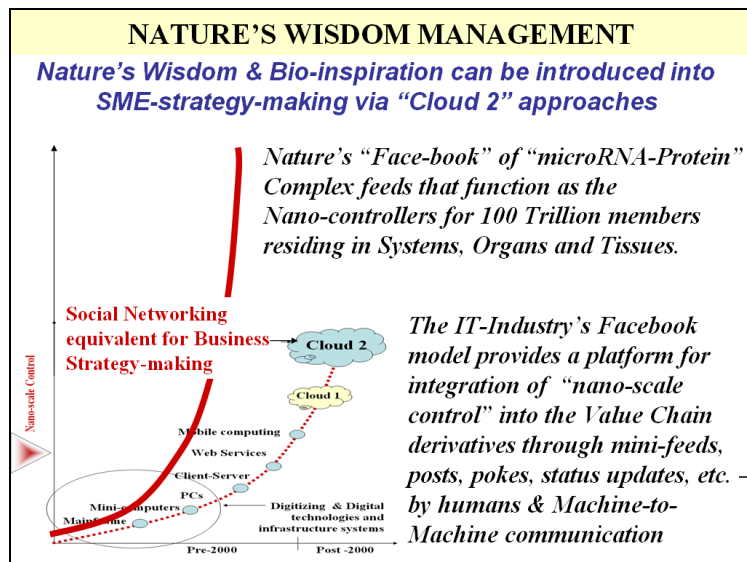 NATURE'S WISDOM MANAGEMENT
Nature's Wisdom & Bio-inspiration can be introduced into
SME-strategy-making via "Cloud 2" approaches
Nature's "Face-book" of "microRNA-Protein"
Complex feeds that function as the
Nano-controllers for 100 Trillion members
residing in Systems, Organs and Tissues.
Social Networking
equivalent for Business
Strategy-making
Cloud 2
The IT-Industry's Facebook
model provides a platform for
integration of "nano-scale
control" into the Value Chain
derivatives through mini-feeds,
posts, pokes, status updates, etc. –
by humans & Machine-to-
Machine communication
Nano-scale Control
Cloud 1
Mobile computing
Web Services
Client-Server
PCs
Mini-computers
Mainframe
Digitizing & Digital
technologies and
infrastructure systems
Pre-2000
Post -2000